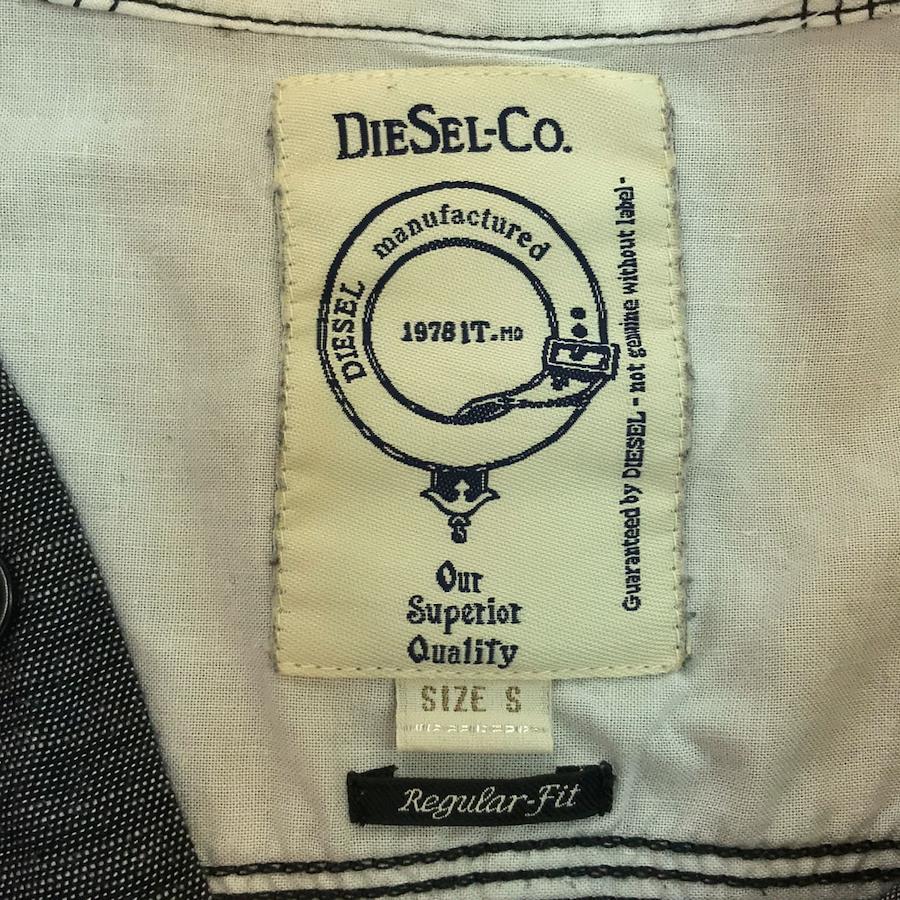 DIESEL-CO.
DIESEL manufactured
1978 IT.MO
Guaranteed by DIESEL - not genuine without label-
Our
Superior
Quality
SIZE S
Regular-Fit